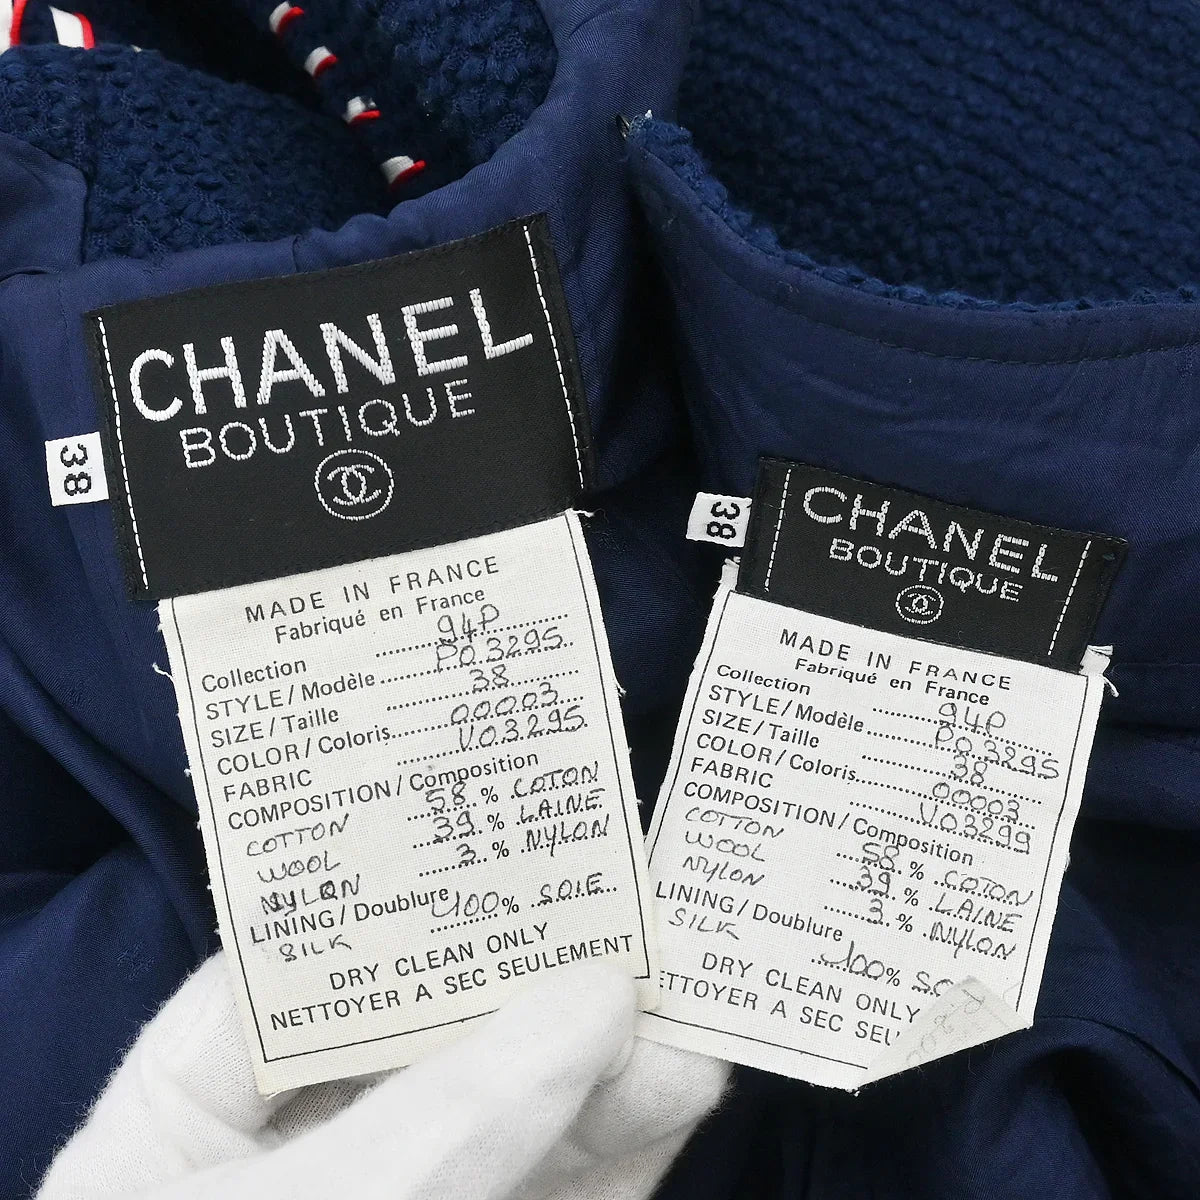 CHANEL
BOUTIQUE
38
MADE IN FRANCE
Fabriqué en France
Collection 94P
STYLE/Modèle PO3295
SIZE/Taille 38
COLOR/Coloris 00003
FABRIC V03295
COMPOSITION/Composition
COTTON 58 % COTON
WOOL 39 % LAINE
NYLON 3 % NYLON
LINING/Doublure
SILK 100% SOIE
DRY CLEAN ONLY
NETTOYER A SEC SEULEMENT
CHANEL
BOUTIQUE
38
MADE IN FRANCE
Fabriqué en France
Collection 94P
STYLE/Modèle PO3295
SIZE/Taille 38
COLOR/Coloris 00003
FABRIC V03299
COMPOSITION/Composition
COTTON 58 % COTON
WOOL 39 % LAINE
NYLON 3 % NYLON
LINING/Doublure
SILK 100% SO
DRY CLEAN ONLY
ETTOYER A SEC SEU